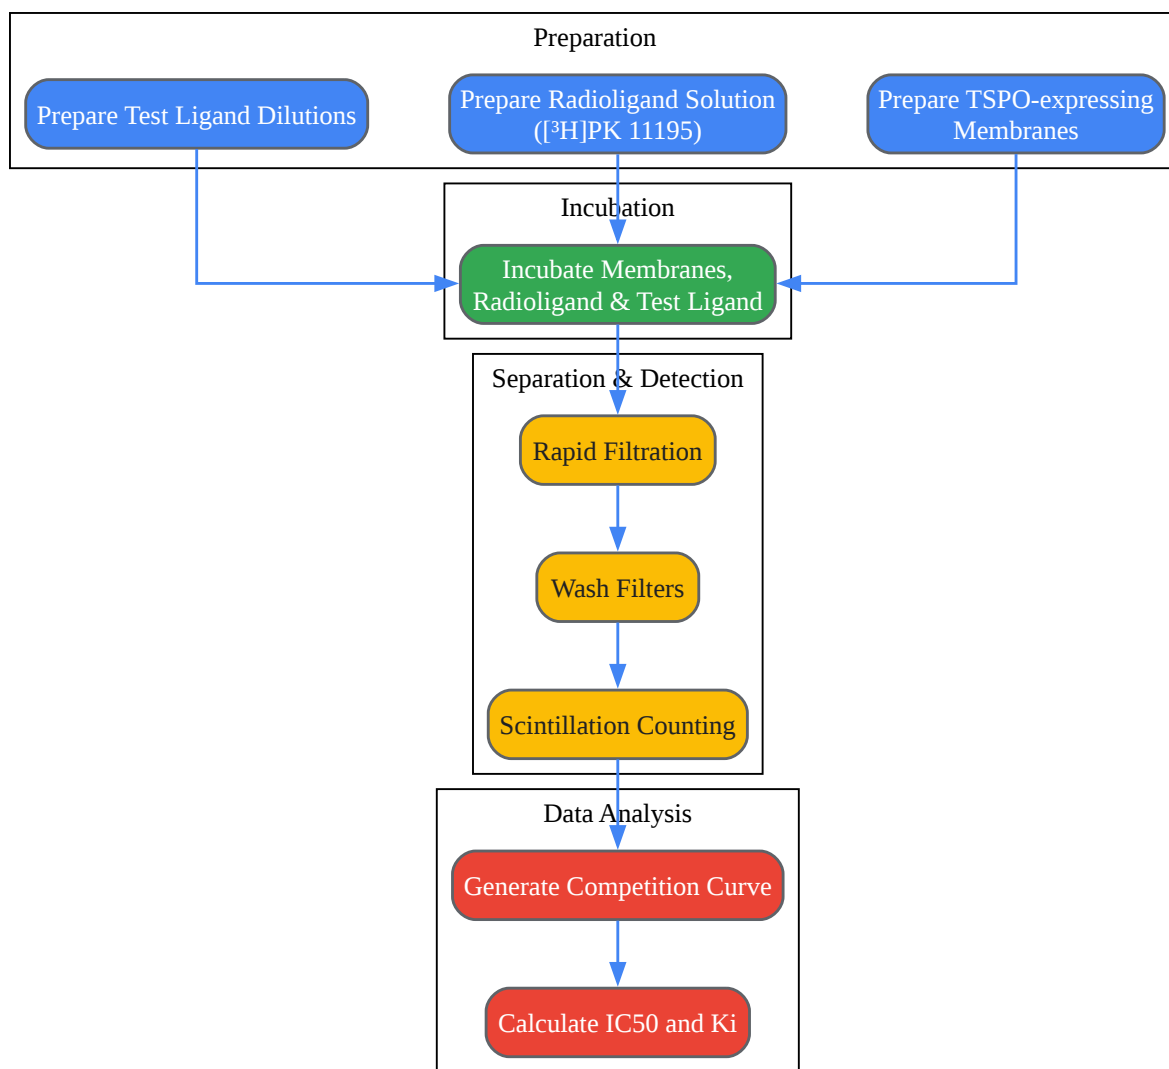 Preparation
Prepare Test Ligand Dilutions
Prepare Radioligand Solution
([³H]PK 11195)
Prepare TSPO-expressing
Membranes
Incubation
Incubate Membranes,
Radioligand & Test Ligand
Separation & Detection
Rapid Filtration
Wash Filters
Scintillation Counting
Data Analysis
Generate Competition Curve
Calculate IC50 and Ki